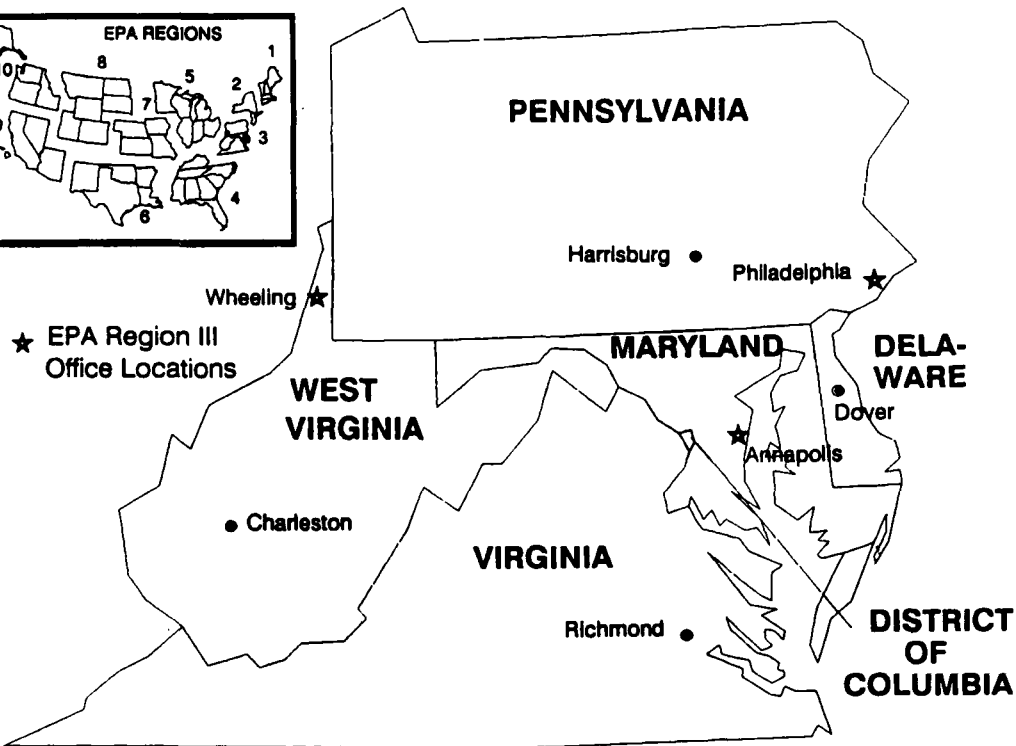 EPA REGIONS
1
8
5
10
2
7
3
4
6
PENNSYLVANIA
Harrisburg
Philadelphia
Wheeling
EPA Region III
Office Locations
MARYLAND
DELA-
WARE
WEST
VIRGINIA
Dover
Annapolis
Charleston
VIRGINIA
Richmond
DISTRICT
OF
COLUMBIA